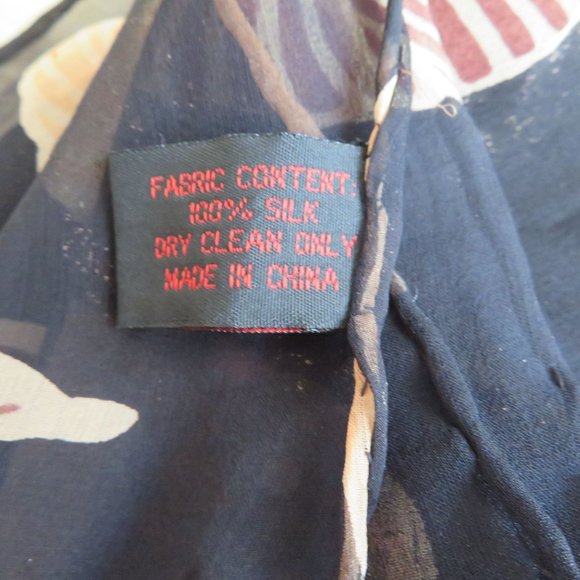 FABRIC CONTENT:
100% SILK
DRY CLEAN ONLY
MADE IN CHINA